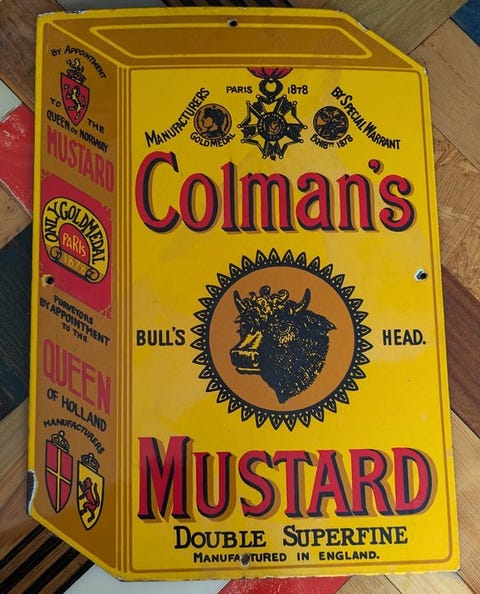 BY APPOINTMENT
TO THE
QUEEN OF NORWAY
MUSTARD
ONLY GOLD MEDAL
PARIS
1878
PURVEYORS
BY APPOINTMENT
TO THE
QUEEN
OF HOLLAND
MANUFACTURERS
PARIS 1878
MANUFACTURERS
GOLD MEDAL
BY SPECIAL WARRANT
EXHIBTN 1878
Colman's
BULL'S HEAD.
MUSTARD
DOUBLE SUPERFINE
MANUFACTURED IN ENGLAND.